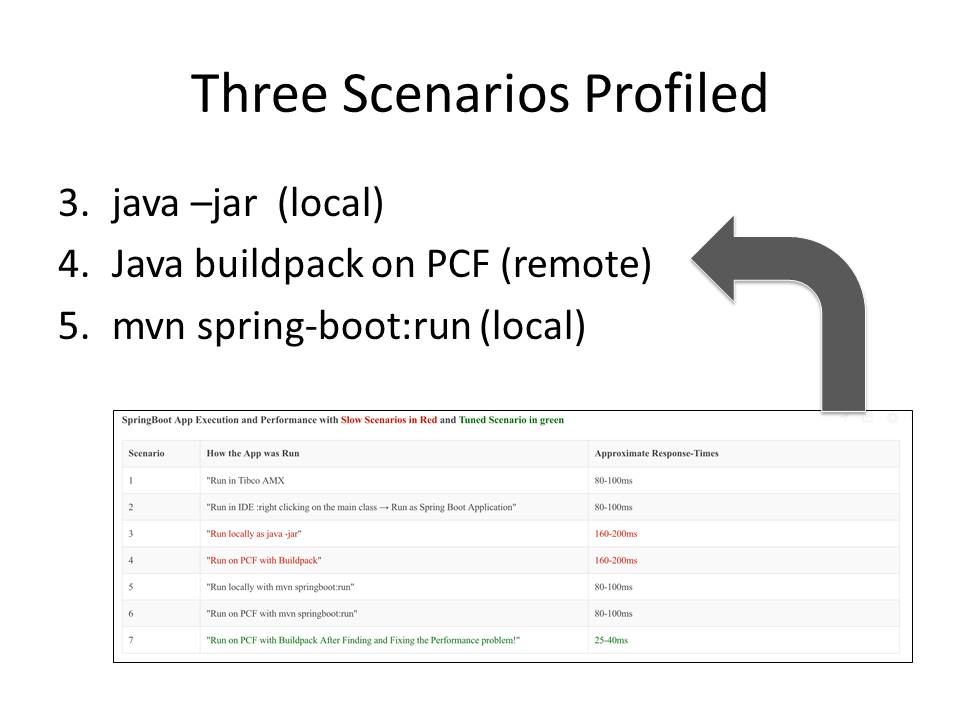 Three Scenarios Profiled
3. java –jar (local)
4. Java buildpack on PCF (remote)
5. mvn spring-boot:run (local)
SpringBoot App Execution and Performance with Slow Scenarios in Red and Tuned Scenario in green
Scenario How the App was Run Approximate Response-Times
1 "Run in Tibco AMX 80-100ms
2 "Run in IDE :right clicking on the main class → Run as Spring Boot Application" 80-100ms
3 "Run locally as java -jar" 160-200ms
4 "Run on PCF with Buildpack" 160-200ms
5 "Run locally with mvn springboot:run" 80-100ms
6 "Run on PCF with mvn springboot:run" 80-100ms
7 "Run on PCF with Buildpack After Finding and Fixing the Performance problem!" 25-40ms